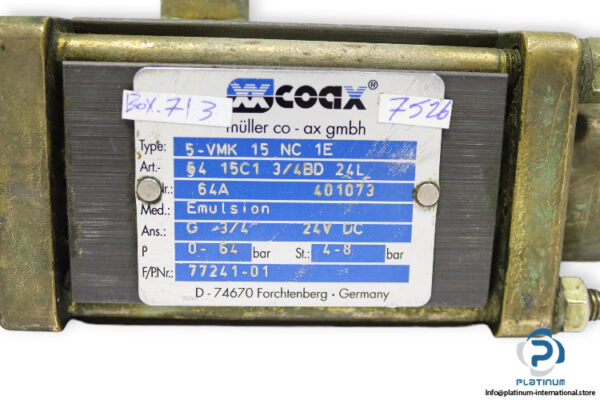 coax®
Box.713
7526
müller co - ax gmbh
Type: 5-VMK 15 NC 1E
Art.- 64 15C1 3/4BD 24L
Nr.: 64A 401073
Med.: Emulsion
Ans.: G 3/4" 24V DC
P 0- 64 bar St.: 4-8 bar
F/PNr.: 77241-01
D - 74670 Forchtenberg · Germany
PLATINUM
Info@platinum-international.store